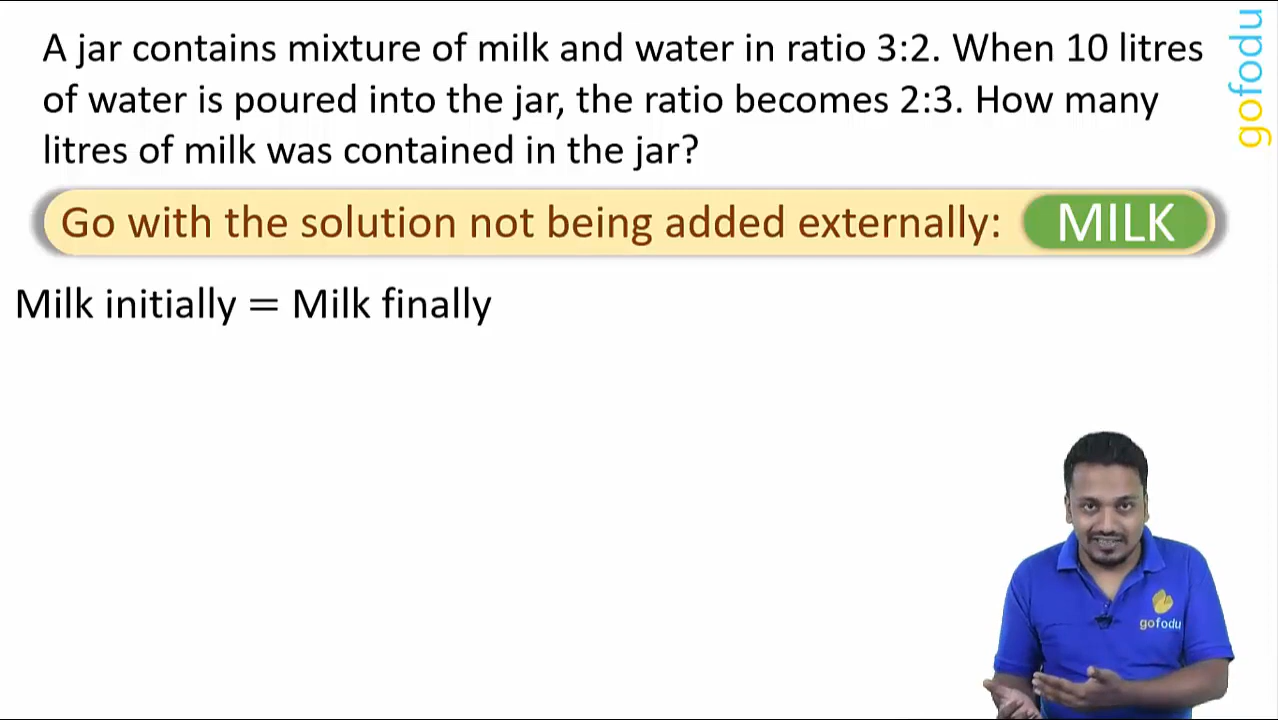 A jar contains mixture of milk and water in ratio 3:2. When 10 litres
of water is poured into the jar, the ratio becomes 2:3. How many
litres of milk was contained in the jar?
gofodu
Go with the solution not being added externally: MILK
Milk initially = Milk finally
gofodu